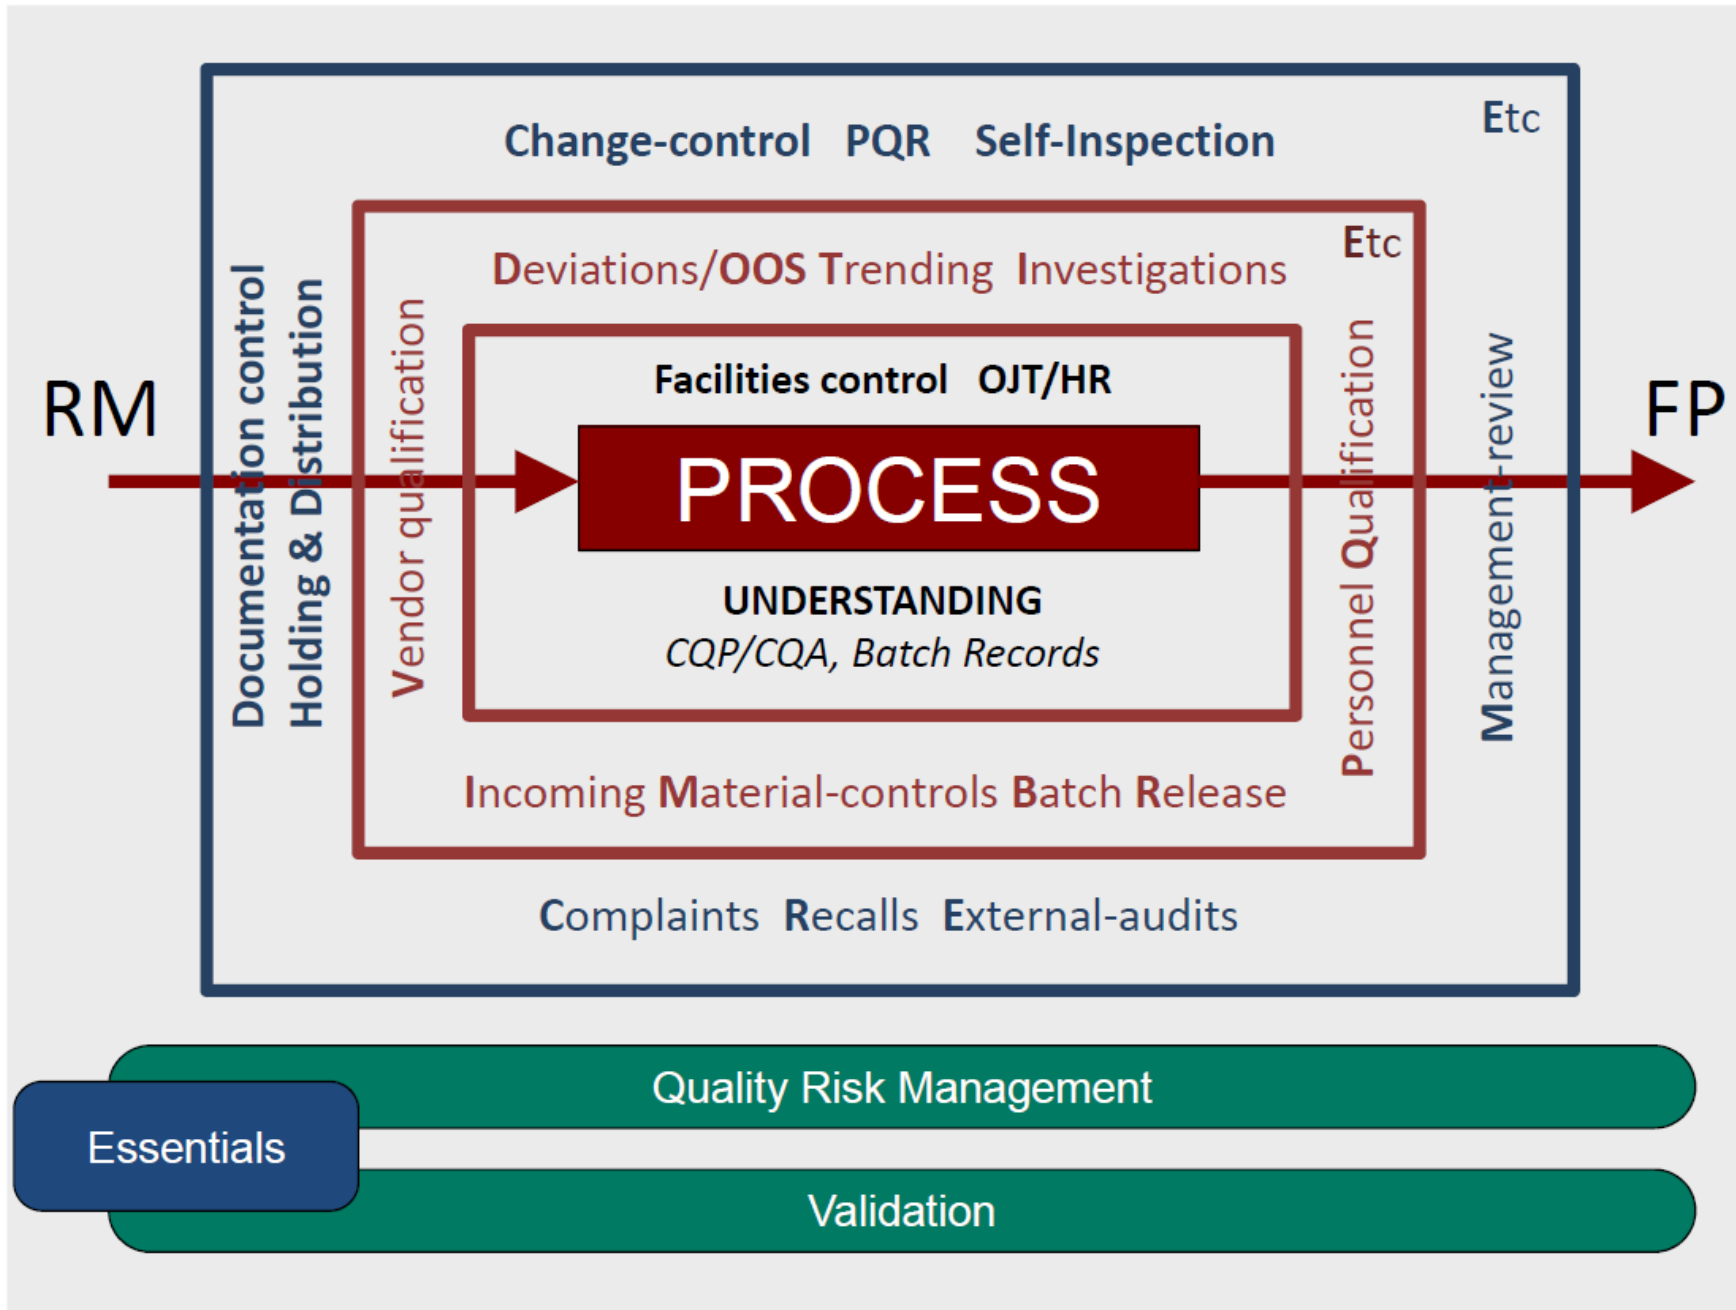 Etc
Change-control PQR Self-Inspection
Etc
Deviations/OOS Trending Investigations
Documentation control
Holding & Distribution
Vendor qualification
Facilities control OJT/HR
RM
PROCESS
FP
UNDERSTANDING
CQP/CQA, Batch Records
Personnel Qualification
Management-review
Incoming Material-controls Batch Release
Complaints Recalls External-audits
Quality Risk Management
Essentials
Validation